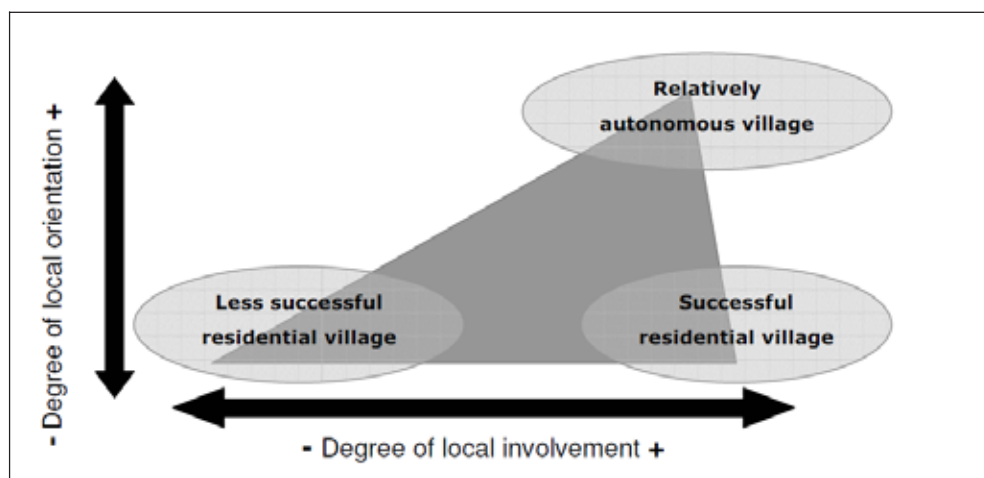 Relatively
autonomous village
- Degree of local orientation +
Less successful
residential village
Successful
residential village
- Degree of local involvement +